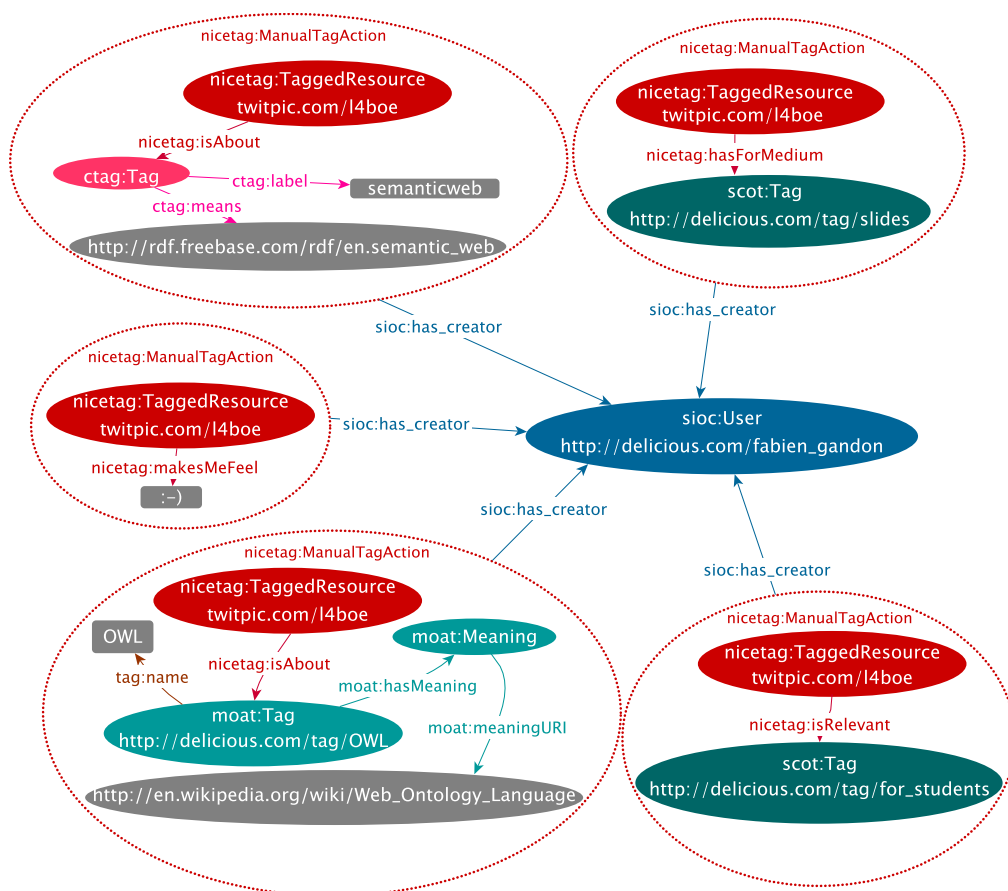 nicetag:ManualTagAction
nicetag:TaggedResource
twitpic.com/l4boe
nicetag:isAbout
ctag:Tag
ctag:label
semanticweb
ctag:means
http://rdf.freebase.com/rdf/en.semantic_web
sioc:has_creator
nicetag:ManualTagAction
nicetag:TaggedResource
twitpic.com/l4boe
nicetag:hasForMedium
scot:Tag
http://delicious.com/tag/slides
sioc:has_creator
nicetag:ManualTagAction
nicetag:TaggedResource
twitpic.com/l4boe
nicetag:makesMeFeel
:-)
sioc:has_creator
sioc:User
http://delicious.com/fabien_gandon
sioc:has_creator
nicetag:ManualTagAction
nicetag:TaggedResource
twitpic.com/l4boe
OWL
tag:name
nicetag:isAbout
moat:Meaning
moat:hasMeaning
moat:Tag
http://delicious.com/tag/OWL
moat:meaningURI
http://en.wikipedia.org/wiki/Web_Ontology_Language
sioc:has_creator
nicetag:ManualTagAction
nicetag:TaggedResource
twitpic.com/l4boe
nicetag:isRelevant
scot:Tag
http://delicious.com/tag/for_students